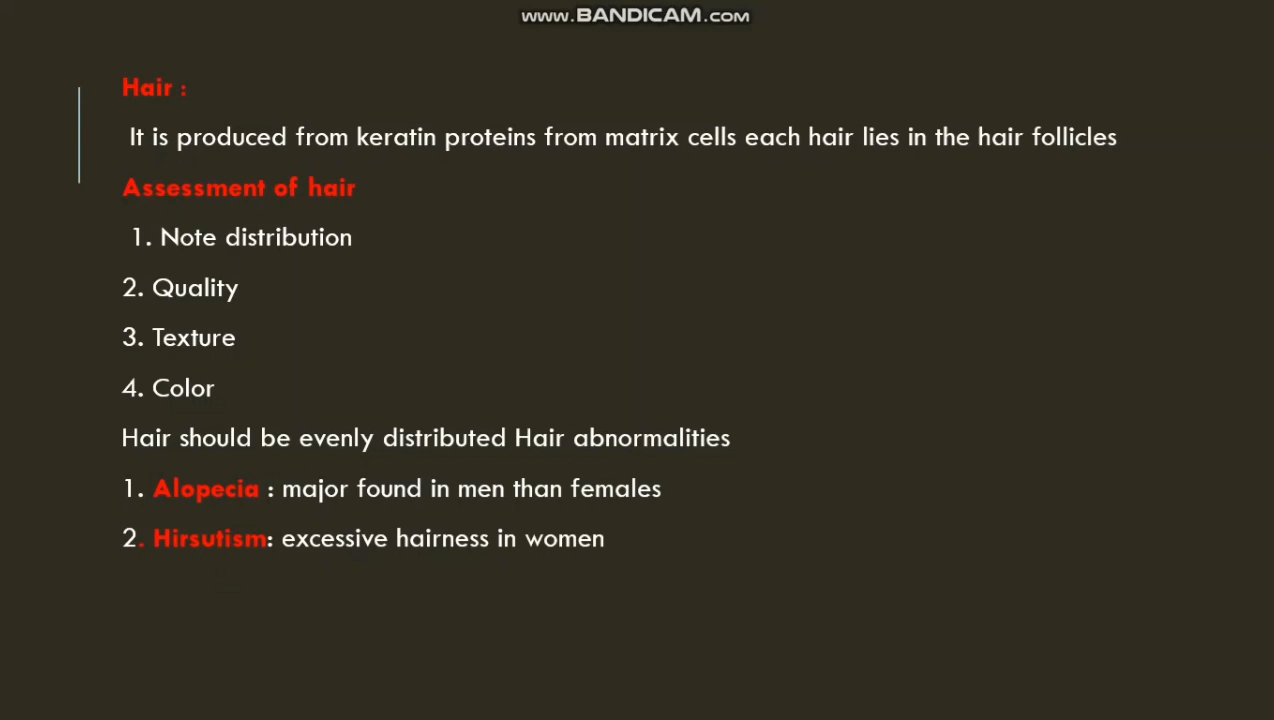 www.BANDICAM.com
Hair :
It is produced from keratin proteins from matrix cells each hair lies in the hair follicles
Assessment of hair
1. Note distribution
2. Quality
3. Texture
4. Color
Hair should be evenly distributed Hair abnormalities
1. Alopecia : major found in men than females
2. Hirsutism: excessive hairness in women